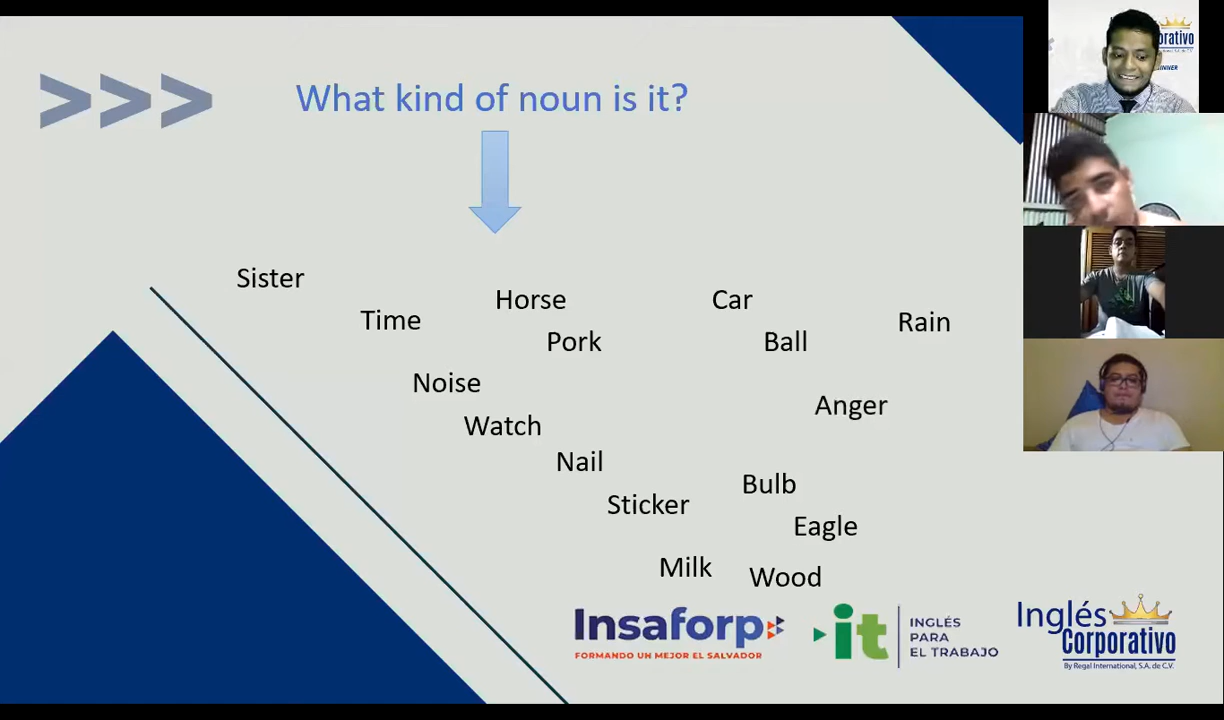 >>>
What kind of noun is it?
Sister
Time
Horse
Car
Rain
Pork
Ball
Noise
Anger
Watch
Nail
Bulb
Sticker
Eagle
Milk
Wood
Insaforp
FORMANDO UN MEJOR EL SALVADOR
it
INGLÉS
PARA
EL TRABAJO
Inglés
Corporativo
By Regal International, S.A. de C.V.
orativo